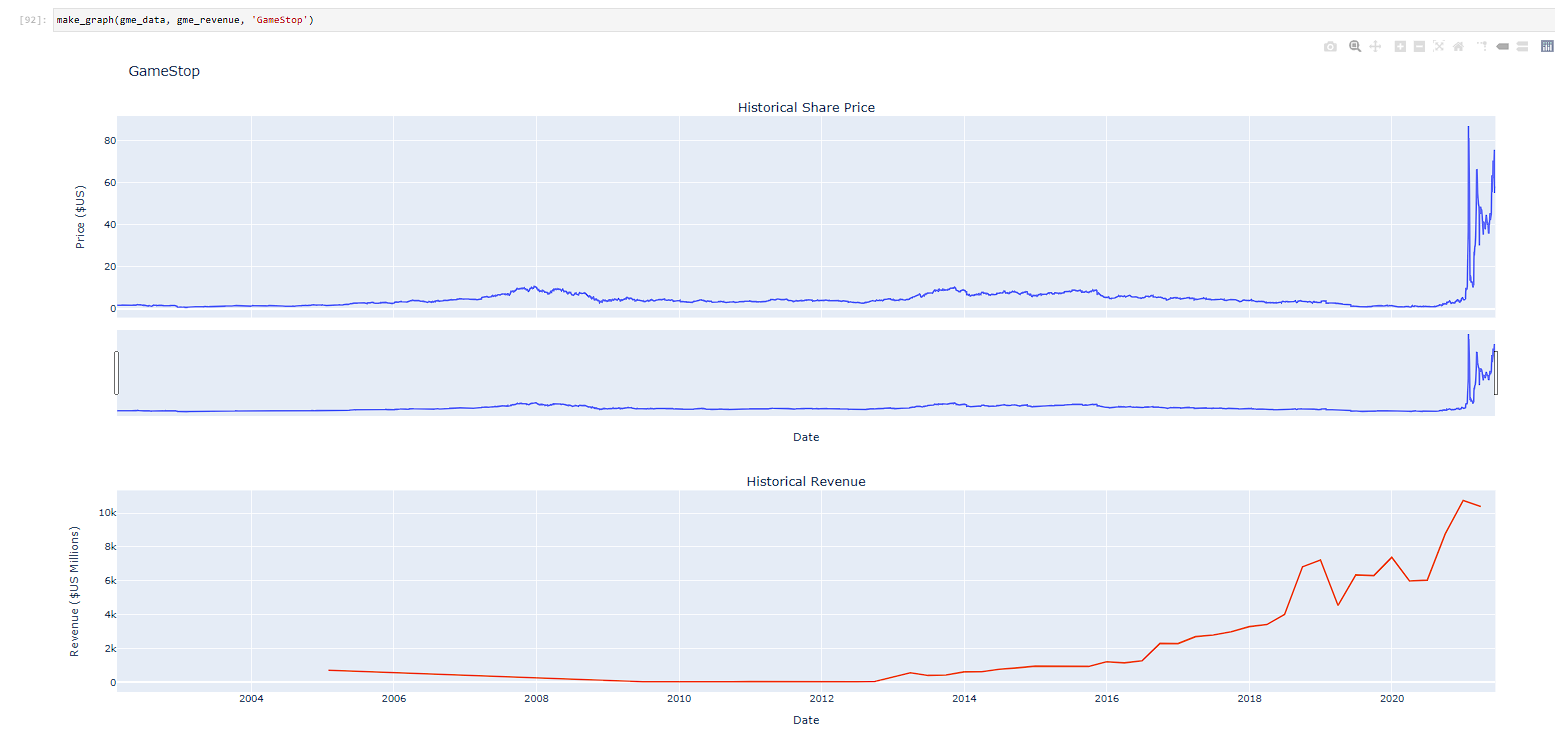 [92]: make_graph(gme_data, gme_revenue, 'GameStop')
GameStop
Historical Share Price
80
60
40
20
0
Price ($US)
Date
Historical Revenue
10k
8k
6k
4k
2k
0
Revenue ($US Millions)
2004 2006 2008 2010 2012 2014 2016 2018 2020
Date